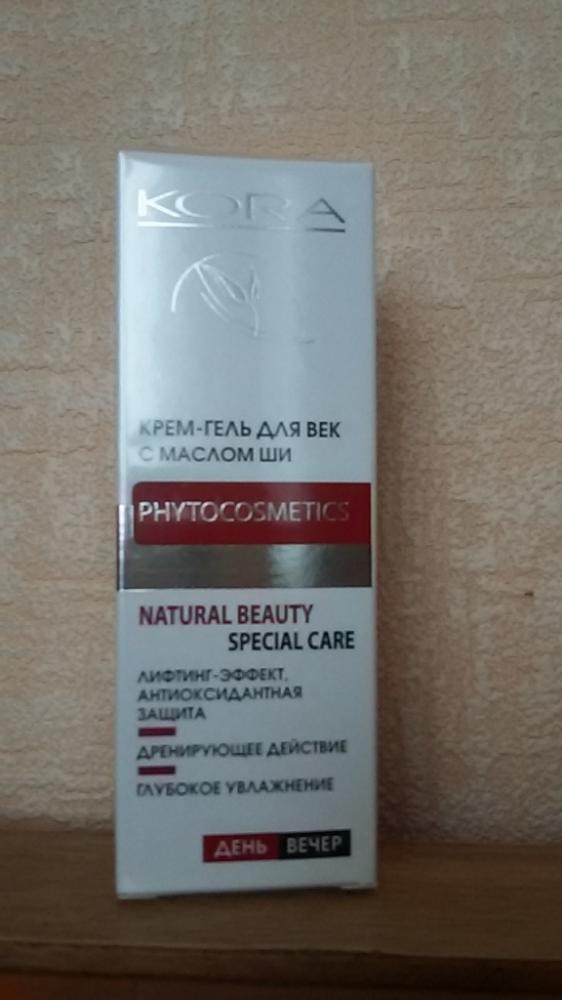 KORA
КРЕМ-ГЕЛЬ ДЛЯ ВЕК
С МАСЛОМ ШИ
PHYTOCOSMETICS
NATURAL BEAUTY
SPECIAL CARE
ЛИФТИНГ-ЭФФЕКТ,
АНТИОКСИДАНТНАЯ
ЗАЩИТА
ДРЕНИРУЮЩЕЕ ДЕЙСТВИЕ
ГЛУБОКОЕ УВЛАЖНЕНИЕ
ДЕНЬ ВЕЧЕР